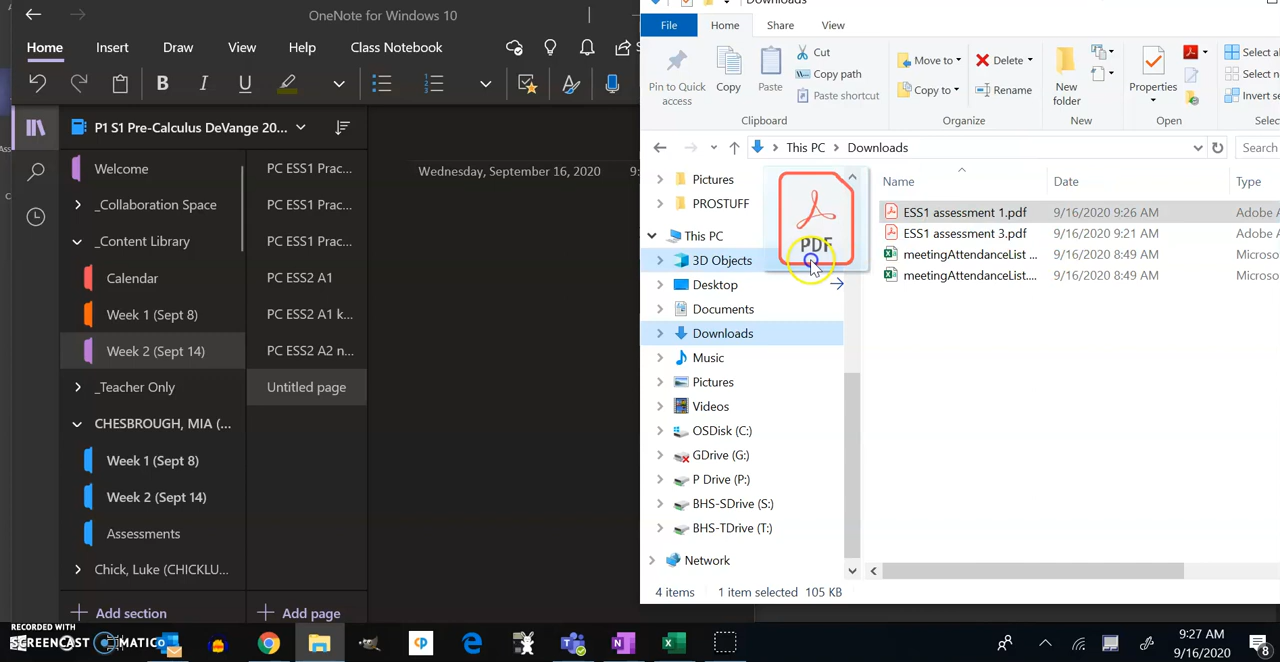 OneNote for Windows 10
Home Insert Draw View Help Class Notebook
P1 S1 Pre-Calculus DeVange 20...
Welcome
_Collaboration Space
_Content Library
Calendar
Week 1 (Sept 8)
Week 2 (Sept 14)
_Teacher Only
CHESBROUGH, MIA (...
Week 1 (Sept 8)
Week 2 (Sept 14)
Assessments
Chick, Luke (CHICKLU...
Add section
PC ESS1 Prac...
PC ESS1 Prac...
PC ESS1 Prac...
PC ESS2 A1
PC ESS2 A1 k...
PC ESS2 A2 n...
Untitled page
Add page
Wednesday, September 16, 2020 9:
Downloads
File Home Share View
Pin to Quick access
Copy
Paste
Cut
Copy path
Paste shortcut
Clipboard
Move to
Copy to
Delete
Rename
Organize
New folder
New
Properties
Open
Select al
Select n
Invert se
Selec
This PC Downloads
Search
Pictures
PROSTUFF
This PC
3D Objects
Desktop
Documents
Downloads
Music
Pictures
Videos
OSDisk (C:)
GDrive (G:)
P Drive (P:)
BHS-SDrive (S:)
BHS-TDrive (T:)
Network
PDF
Name Date Type
ESS1 assessment 1.pdf 9/16/2020 9:26 AM Adobe A
ESS1 assessment 3.pdf 9/16/2020 9:21 AM Adobe A
meetingAttendanceList ... 9/16/2020 8:49 AM Microso
meetingAttendanceList.... 9/16/2020 8:49 AM Microso
4 items 1 item selected 105 KB
RECORDED WITH
SCREENCAST MATIC
9:27 AM
9/16/2020
8